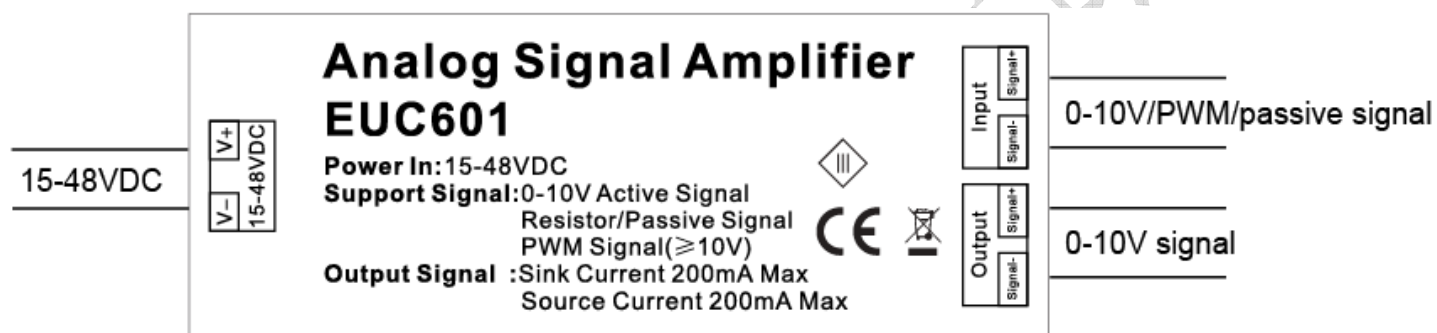 Analog Signal Amplifier
EUC601
Power In:15-48VDC
Support Signal:0-10V Active Signal
Resistor/Passive Signal
PWM Signal(≥10V)
Output Signal :Sink Current 200mA Max
Source Current 200mA Max
15-48VDC
V+
V−
15-48VDC
CE
Input
Signal+
Signal-
0-10V/PWM/passive signal
Output
Signal+
Signal-
0-10V signal